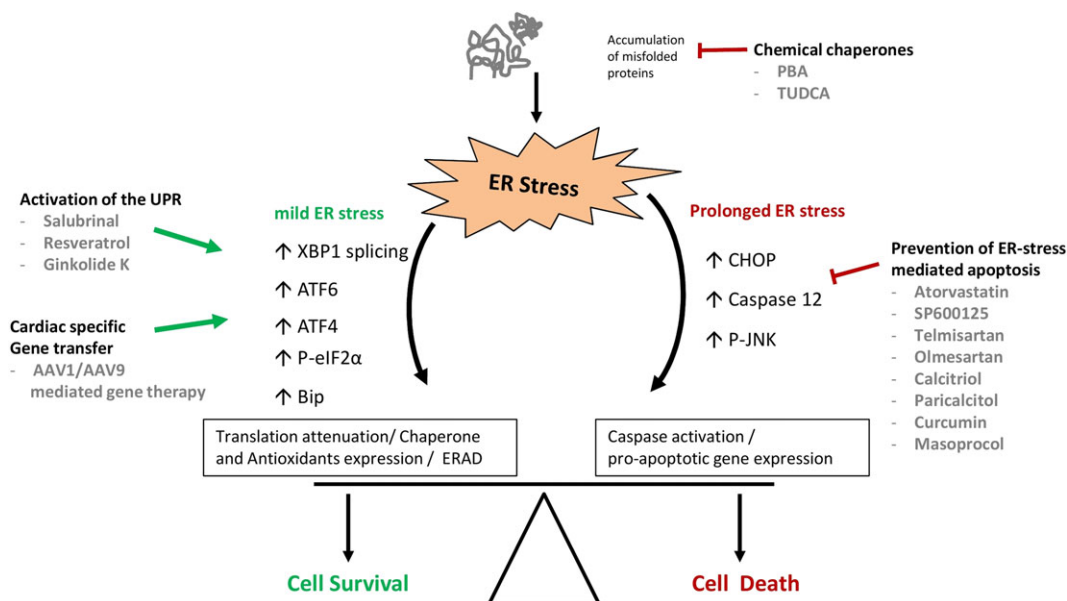 Accumulation
of misfolded
proteins
Chemical chaperones
- PBA
- TUDCA
ER Stress
Activation of the UPR
- Salubrinal
- Resveratrol
- Ginkolide K
Cardiac specific
Gene transfer
- AAV1/AAV9
mediated gene therapy
mild ER stress
↑ XBP1 splicing
↑ ATF6
↑ ATF4
↑ P-eIF2α
↑ Bip
Prolonged ER stress
↑ CHOP
↑ Caspase 12
↑ P-JNK
Prevention of ER-stress
mediated apoptosis
- Atorvastatin
- SP600125
- Telmisartan
- Olmesartan
- Calcitriol
- Paricalcitol
- Curcumin
- Masoprocol
Translation attenuation/ Chaperone
and Antioxidants expression / ERAD
Caspase activation /
pro-apoptotic gene expression
Cell Survival
Cell Death